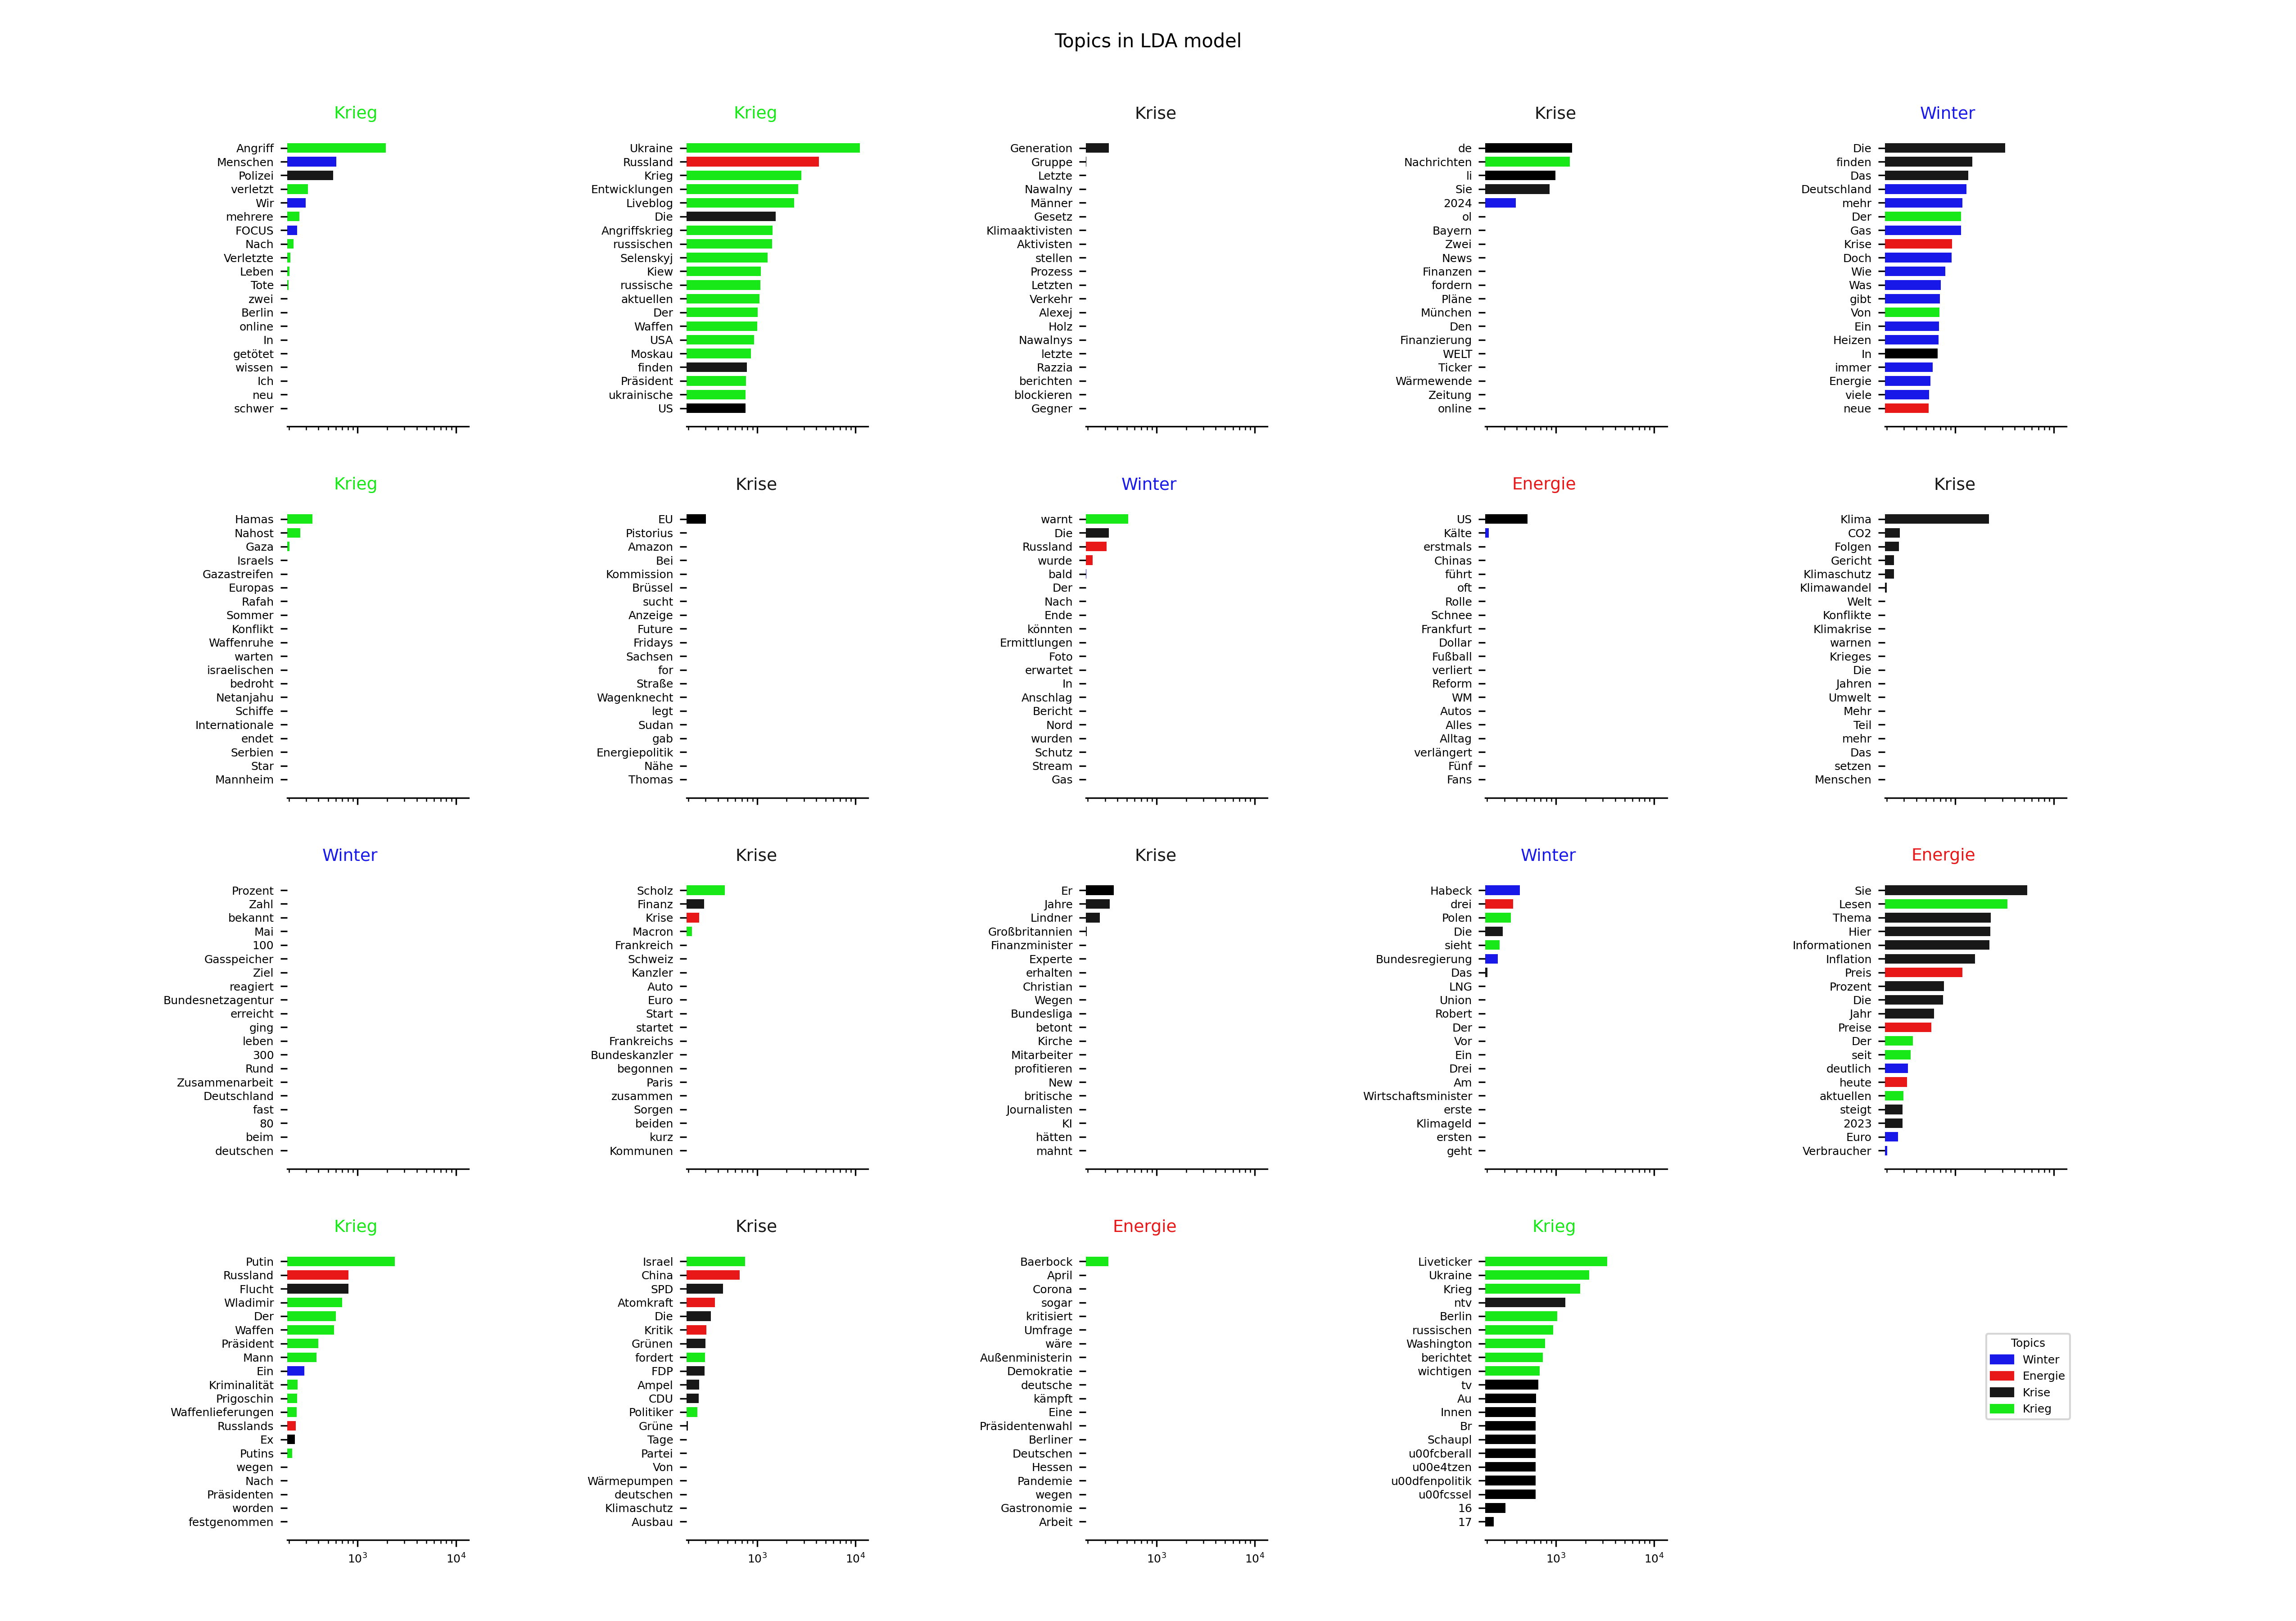 Topics in LDA model
Krieg
Angriff
Menschen
Polizei
verletzt
Wir
mehrere
FOCUS
Nach
Verletzte
Leben
Tote
zwei
Berlin
online
In
getötet
wissen
Ich
neu
schwer
Krieg
Ukraine
Russland
Krieg
Entwicklungen
Liveblog
Die
Angriffskrieg
russischen
Selenskyj
Kiew
russische
aktuellen
Der
Waffen
USA
Moskau
finden
Präsident
ukrainische
US
Krise
Generation
Gruppe
Letzte
Nawalny
Männer
Gesetz
Klimaaktivisten
Aktivisten
stellen
Prozess
Letzten
Verkehr
Alexej
Holz
Nawalnys
letzte
Razzia
berichten
blockieren
Gegner
Krise
de
Nachrichten
li
Sie
2024
ol
Bayern
Zwei
News
Finanzen
fordern
Pläne
München
Den
Finanzierung
WELT
Ticker
Wärmewende
Zeitung
online
Winter
Die
finden
Das
Deutschland
mehr
Der
Gas
Krise
Doch
Wie
Was
gibt
Von
Ein
Heizen
In
immer
Energie
viele
neue
Krieg
Hamas
Nahost
Gaza
Israels
Gazastreifen
Europas
Rafah
Sommer
Konflikt
Waffenruhe
warten
israelischen
bedroht
Netanjahu
Schiffe
Internationale
endet
Serbien
Star
Mannheim
Krise
EU
Pistorius
Amazon
Bei
Kommission
Brüssel
sucht
Anzeige
Future
Fridays
Sachsen
for
Straße
Wagenknecht
legt
Sudan
gab
Energiepolitik
Nähe
Thomas
Winter
warnt
Die
Russland
wurde
bald
Der
Nach
Ende
könnten
Ermittlungen
Foto
erwartet
In
Anschlag
Bericht
Nord
wurden
Schutz
Stream
Gas
Energie
US
Kälte
erstmals
Chinas
führt
oft
Rolle
Schnee
Frankfurt
Dollar
Fußball
verliert
Reform
WM
Autos
Alles
Alltag
verlängert
Fünf
Fans
Krise
Klima
CO2
Folgen
Gericht
Klimaschutz
Klimawandel
Welt
Konflikte
Klimakrise
warnen
Krieges
Die
Jahren
Umwelt
Mehr
Teil
mehr
Das
setzen
Menschen
Winter
Prozent
Zahl
bekannt
Mai
100
Gasspeicher
Ziel
reagiert
Bundesnetzagentur
erreicht
ging
leben
300
Rund
Zusammenarbeit
Deutschland
fast
80
beim
deutschen
Krise
Scholz
Finanz
Krise
Macron
Frankreich
Schweiz
Kanzler
Auto
Euro
Start
startet
Frankreichs
Bundeskanzler
begonnen
Paris
zusammen
Sorgen
beiden
kurz
Kommunen
Krise
Er
Jahre
Lindner
Großbritannien
Finanzminister
Experte
erhalten
Christian
Wegen
Bundesliga
betont
Kirche
Mitarbeiter
profitieren
New
britische
Journalisten
KI
hätten
mahnt
Winter
Habeck
drei
Polen
Die
sieht
Bundesregierung
Das
LNG
Union
Robert
Der
Vor
Ein
Drei
Am
Wirtschaftsminister
erste
Klimageld
ersten
geht
Energie
Sie
Lesen
Thema
Hier
Informationen
Inflation
Preis
Prozent
Die
Jahr
Preise
Der
seit
deutlich
heute
aktuellen
steigt
2023
Euro
Verbraucher
Krieg
Putin
Russland
Flucht
Wladimir
Der
Waffen
Präsident
Mann
Ein
Kriminalität
Prigoschin
Waffenlieferungen
Russlands
Ex
Putins
wegen
Nach
Präsidenten
worden
festgenommen
10³ 10⁴
Krise
Israel
China
SPD
Atomkraft
Die
Kritik
Grünen
fordert
FDP
Ampel
CDU
Politiker
Grüne
Tage
Partei
Von
Wärmepumpen
deutschen
Klimaschutz
Ausbau
10³ 10⁴
Energie
Baerbock
April
Corona
sogar
kritisiert
Umfrage
wäre
Außenministerin
Demokratie
deutsche
kämpft
Eine
Präsidentenwahl
Berliner
Deutschen
Hessen
Pandemie
wegen
Gastronomie
Arbeit
10³ 10⁴
Krieg
Liveticker
Ukraine
Krieg
ntv
Berlin
russischen
Washington
berichtet
wichtigen
tv
Au
Innen
Br
Schaupl
u00fcberall
u00e4tzen
u00dfenpolitik
u00fcssel
16
17
10³ 10⁴
Topics
Winter
Energie
Krise
Krieg